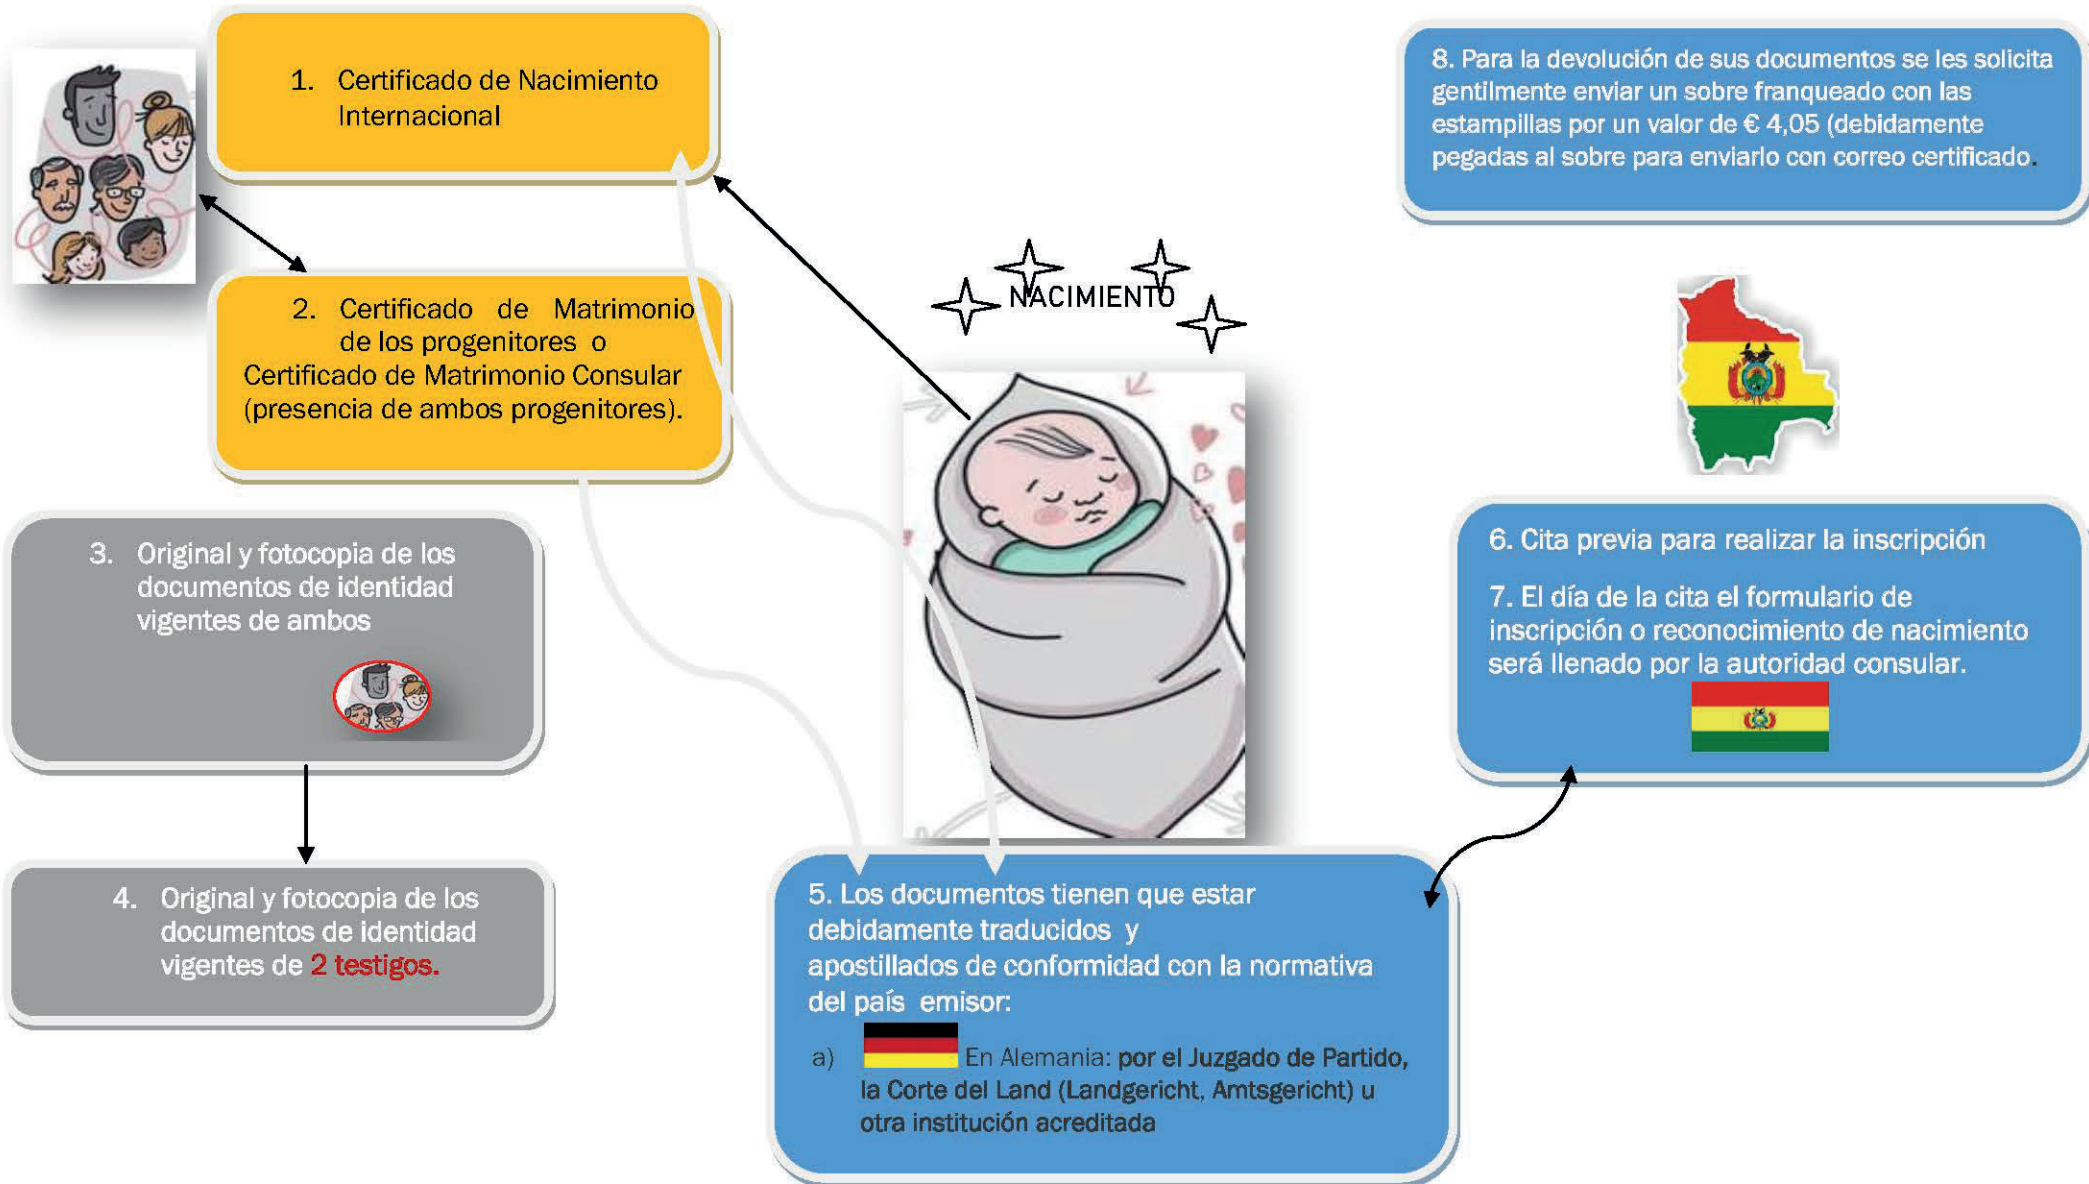 1. Certificado de Nacimiento
Internacional
2. Certificado de Matrimonio
de los progenitores o
Certificado de Matrimonio Consular
(presencia de ambos progenitores).
3. Original y fotocopia de los
documentos de identidad
vigentes de ambos
4. Original y fotocopia de los
documentos de identidad
vigentes de 2 testigos.
NACIMIENTO
5. Los documentos tienen que estar
debidamente traducidos y
apostillados de conformidad con la normativa
del país emisor:
a) En Alemania: por el Juzgado de Partido,
la Corte del Land (Landgericht, Amtsgericht) u
otra institución acreditada
6. Cita previa para realizar la inscripción
7. El día de la cita el formulario de
inscripción o reconocimiento de nacimiento
será llenado por la autoridad consular.
8. Para la devolución de sus documentos se les solicita
gentilmente enviar un sobre franqueado con las
estampillas por un valor de € 4,05 (debidamente
pegadas al sobre para enviarlo con correo certificado.